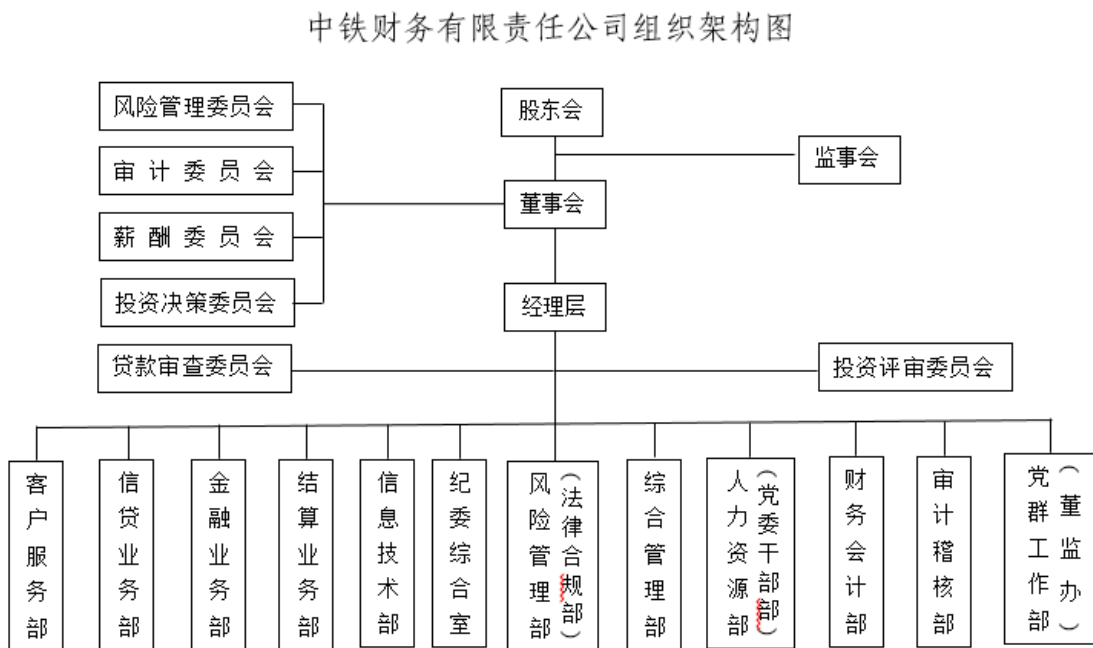 中铁财务有限责任公司组织架构图
风险管理委员会
股东会
审计委员会
监事会
董事会
薪酬委员会
投资决策委员会
经理层
贷款审查委员会
投资评审委员会
客户服务部
信贷业务部
金融业务部
结算业务部
信息技术部
纪委综合室
风险管理部
（法律合规部）
综合管理部
人力资源部
（党委干部部）
财务会计部
审计稽核部
党群工作部
（董监办）